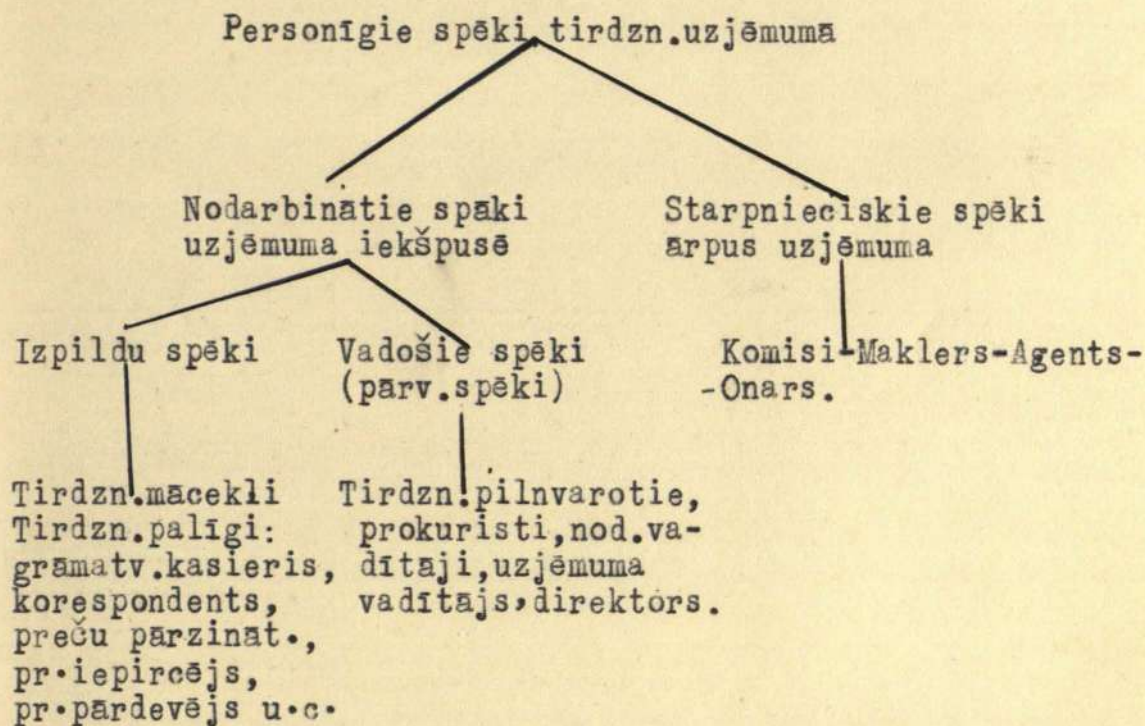 Personīgie spēki tirdzn.uzjēmumā
Nodarbinātie spāki
uzjēmuma iekšpusē
Starpnieciskie spēki
ārpus uzjēmuma
Izpildu spēki
Vadošie spēki
(pārv.spēki)
Komisi-Maklers-Agents-
-Onars.
Tirdzn.mācekli
Tirdzn.palīgi:
grāmatv.kasieris,
korespondents,
preču pārzināt.,
pr.iepircējs,
pr.pārdevējs u.c.
Tirdzn.pilnvarotie,
prokuristi,nod.va-
dītāji,uzjēmuma
vadītājs,direktors.